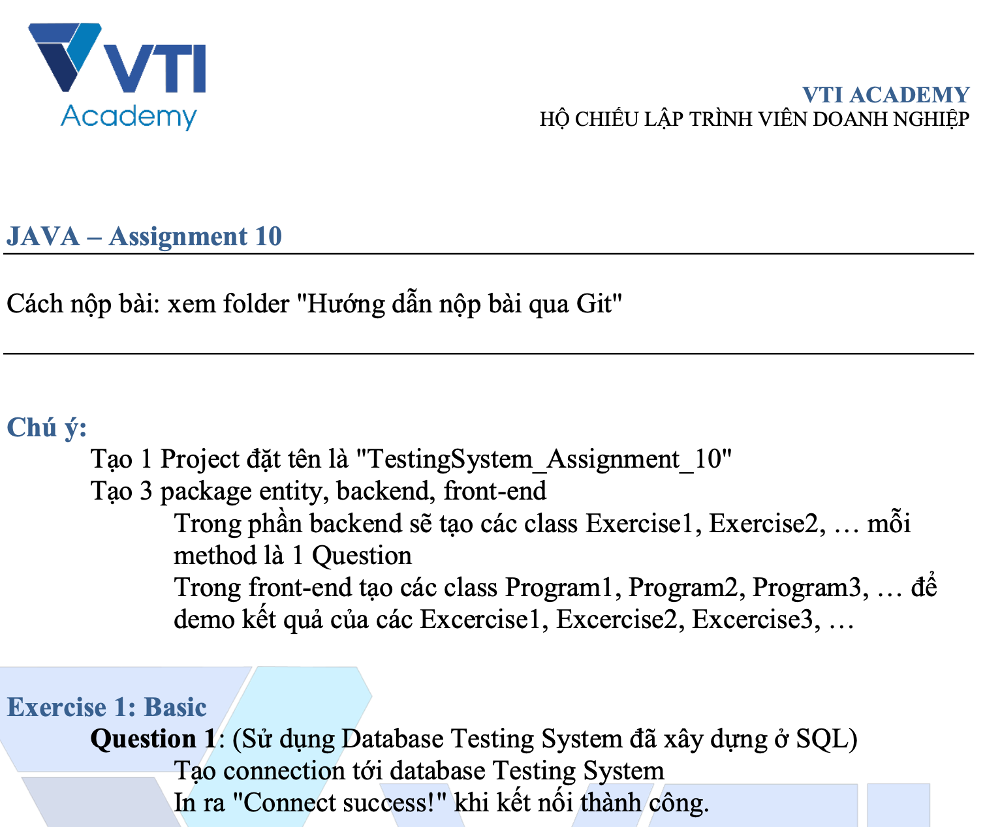 VTI
Academy
VTI ACADEMY
HỘ CHIẾU LẬP TRÌNH VIÊN DOANH NGHIỆP
JAVA – Assignment 10
Cách nộp bài: xem folder "Hướng dẫn nộp bài qua Git"
Chú ý:
Tạo 1 Project đặt tên là "TestingSystem_Assignment_10"
Tạo 3 package entity, backend, front-end
Trong phần backend sẽ tạo các class Exercise1, Exercise2, … mỗi
method là 1 Question
Trong front-end tạo các class Program1, Program2, Program3, … để
demo kết quả của các Excercise1, Excercise2, Excercise3, …
Exercise 1: Basic
Question 1: (Sử dụng Database Testing System đã xây dựng ở SQL)
Tạo connection tới database Testing System
In ra "Connect success!" khi kết nối thành công.